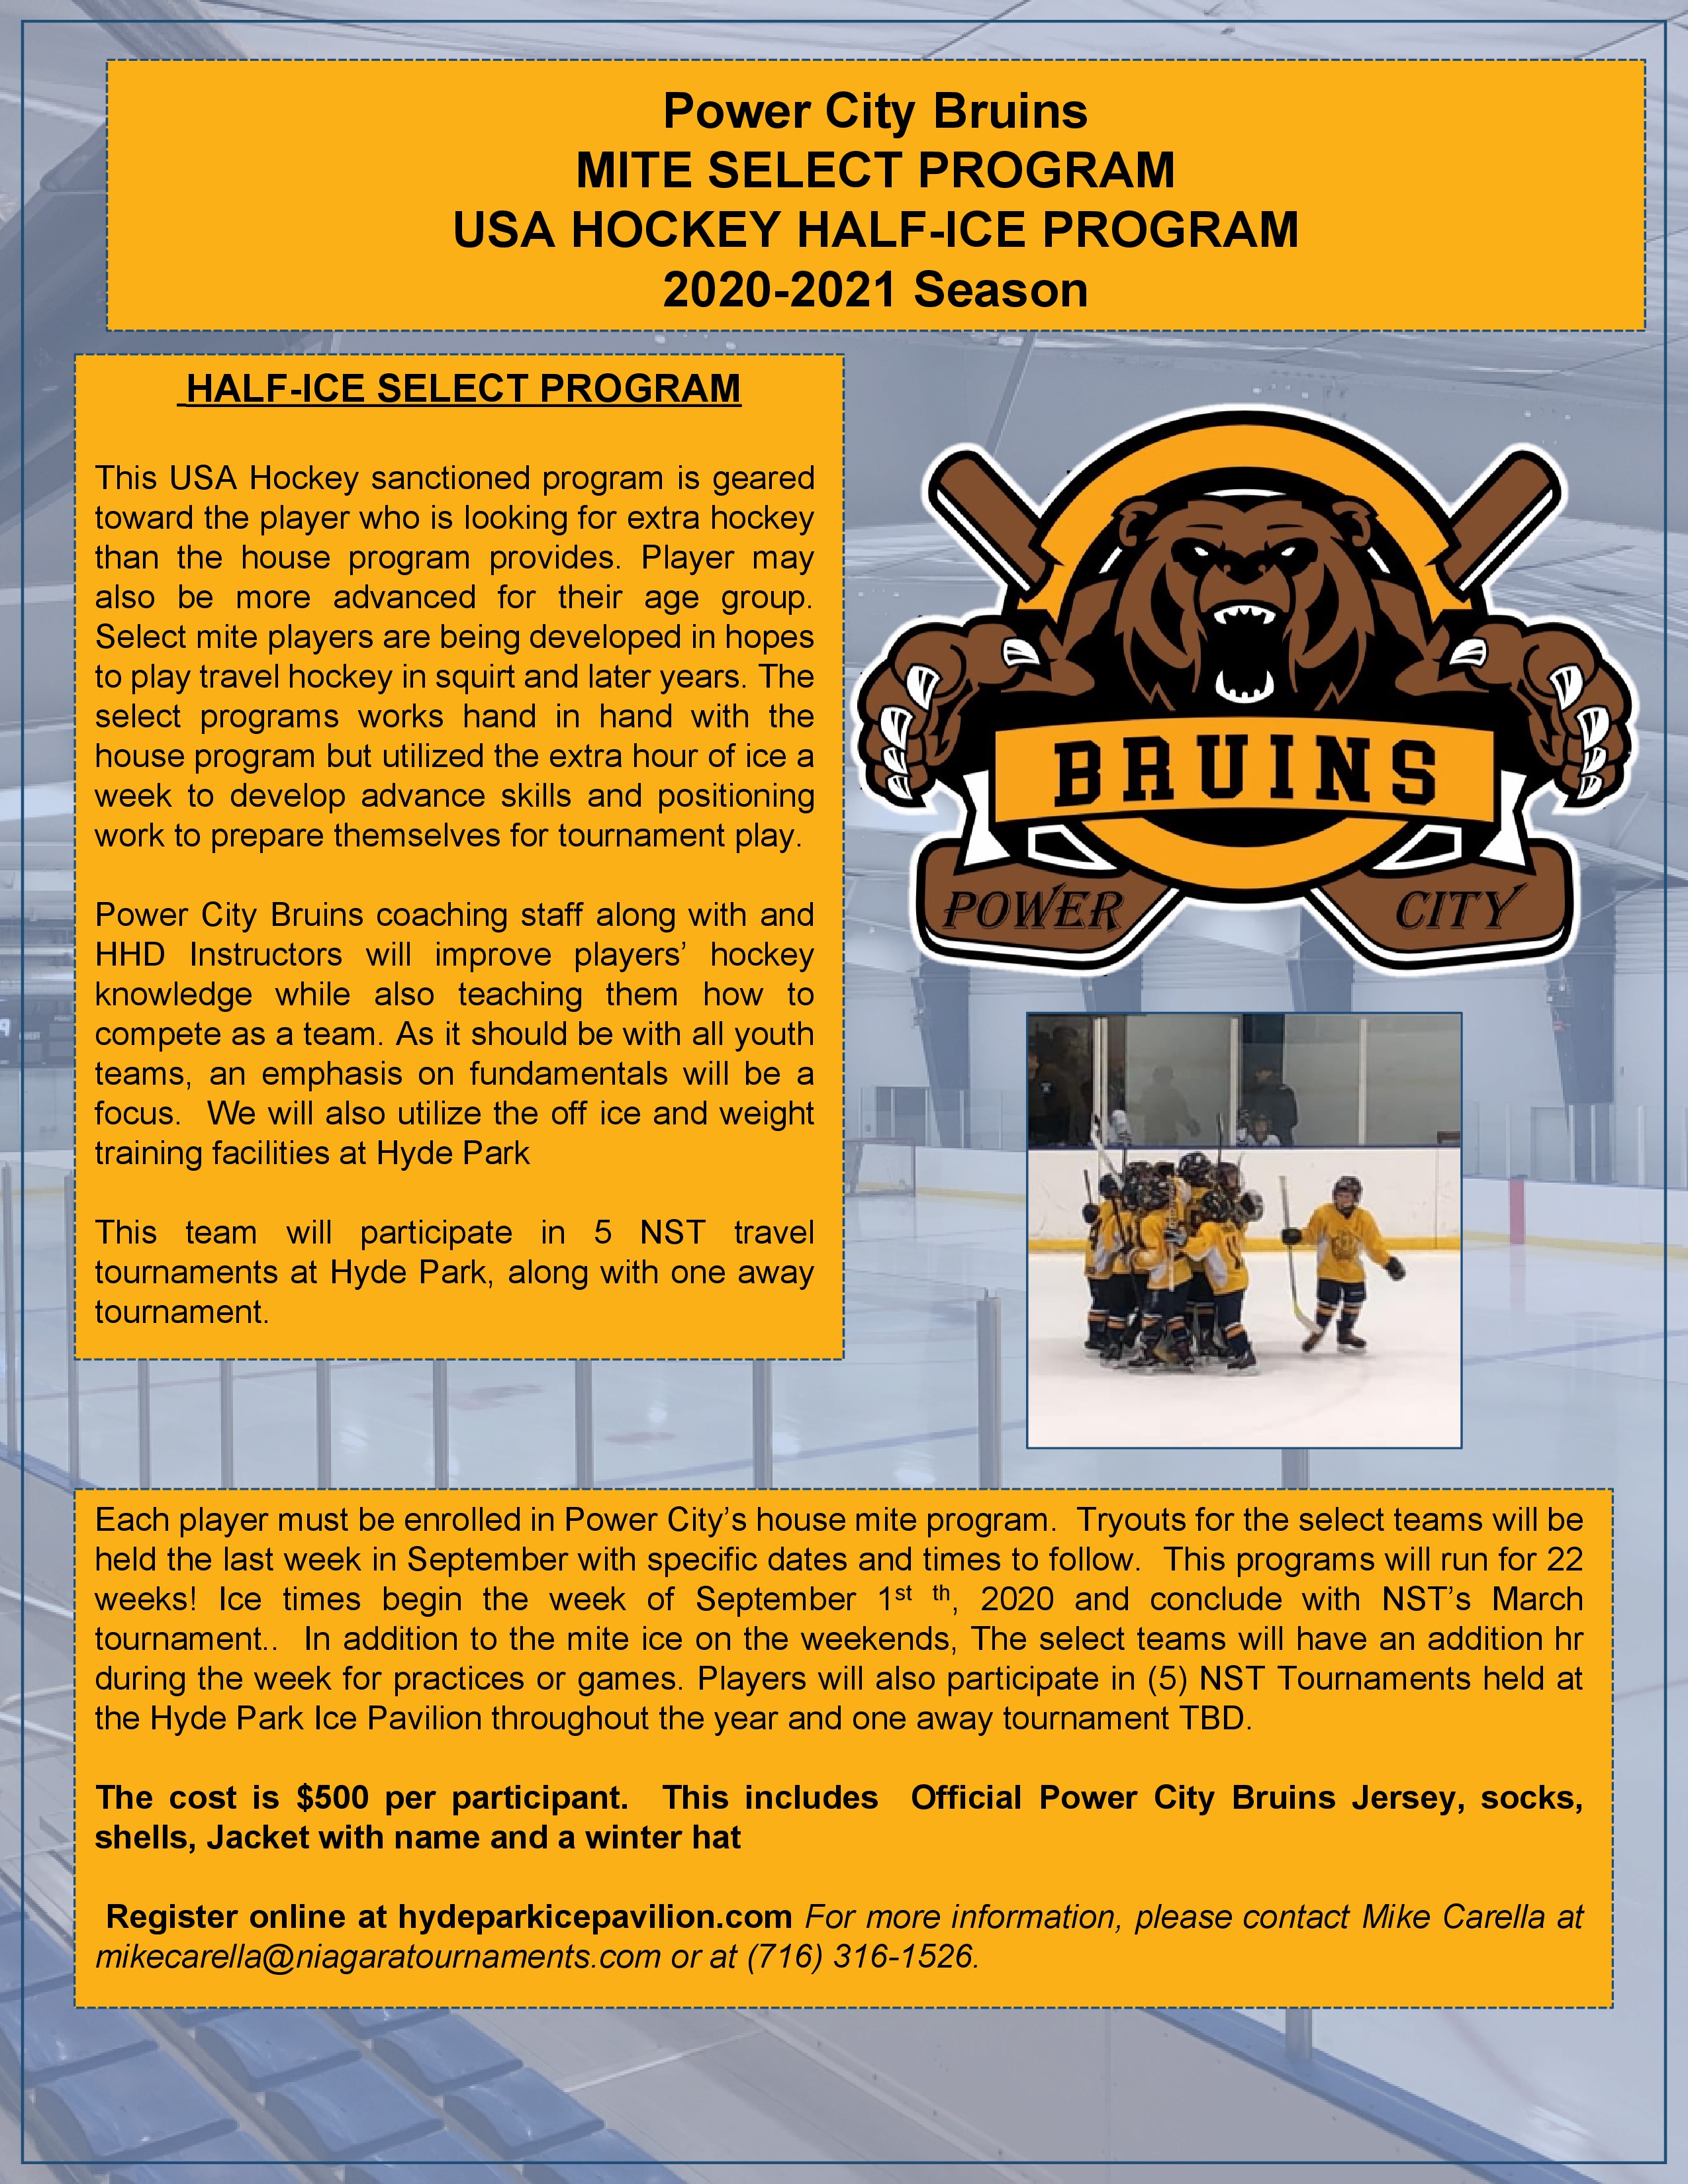 Power City Bruins
MITE SELECT PROGRAM
USA HOCKEY HALF-ICE PROGRAM
2020-2021 Season
HALF-ICE SELECT PROGRAM
This USA Hockey sanctioned program is geared
toward the player who is looking for extra hockey
than the house program provides. Player may
also be more advanced for their age group.
Select mite players are being developed in hopes
to play travel hockey in squirt and later years. The
select programs works hand in hand with the
house program but utilized the extra hour of ice a
week to develop advance skills and positioning
work to prepare themselves for tournament play.
Power City Bruins coaching staff along with and
HHD Instructors will improve players’ hockey
knowledge while also teaching them how to
compete as a team. As it should be with all youth
teams, an emphasis on fundamentals will be a
focus. We will also utilize the off ice and weight
training facilities at Hyde Park
This team will participate in 5 NST travel
tournaments at Hyde Park, along with one away
tournament.
BRUINS
POWER CITY
Each player must be enrolled in Power City’s house mite program. Tryouts for the select teams will be
held the last week in September with specific dates and times to follow. This programs will run for 22
weeks! Ice times begin the week of September 1st th, 2020 and conclude with NST’s March
tournament.. In addition to the mite ice on the weekends, The select teams will have an addition hr
during the week for practices or games. Players will also participate in (5) NST Tournaments held at
the Hyde Park Ice Pavilion throughout the year and one away tournament TBD.
The cost is $500 per participant. This includes Official Power City Bruins Jersey, socks,
shells, Jacket with name and a winter hat
Register online at hydeparkicepavilion.com For more information, please contact Mike Carella at
mikecarella@niagaratournaments.com or at (716) 316-1526.